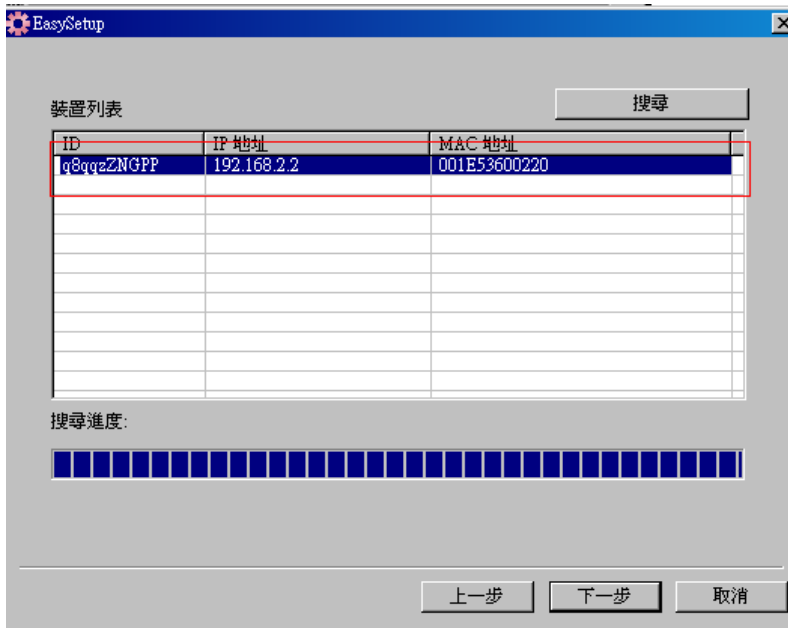 EasySetup
裝置列表 搜尋
ID IP 地址 MAC 地址
q8qqzZNGPP 192.168.2.2 001E53600220
搜尋進度:
上一步 下一步 取消